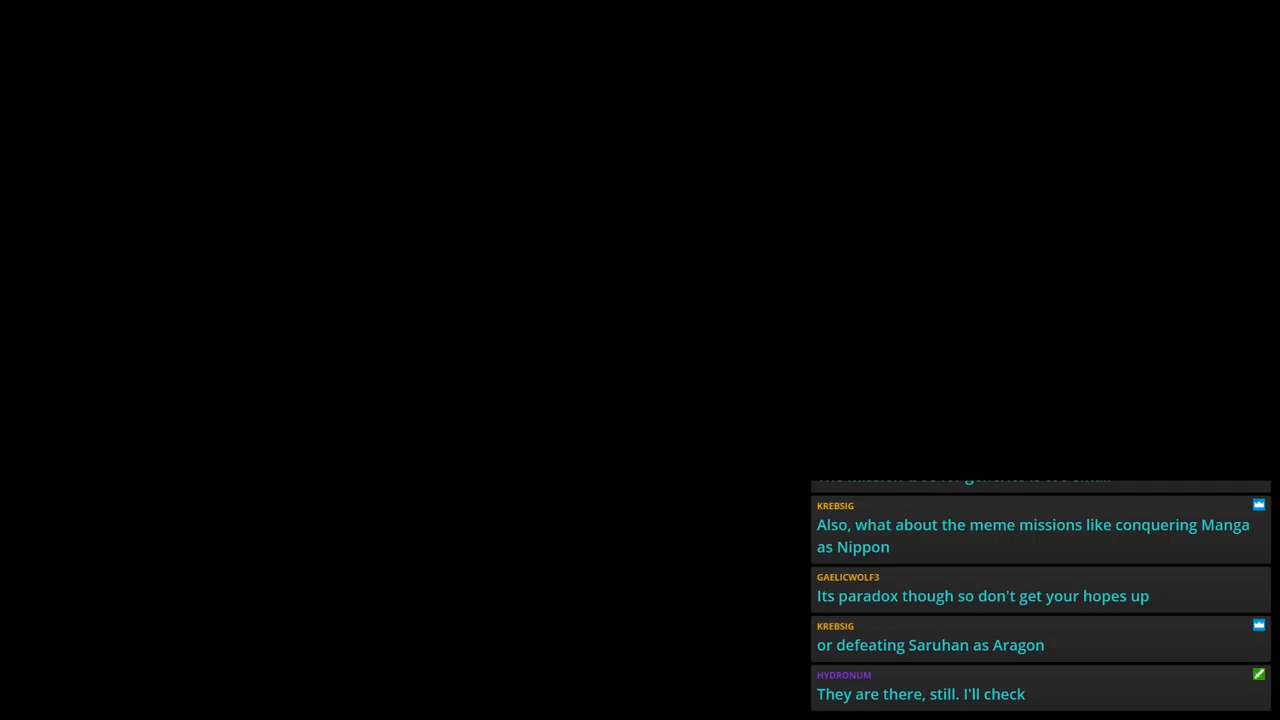 KREBSIG
Also, what about the meme missions like conquering Manga
as Nippon
GAELICWOLF3
Its paradox though so don't get your hopes up
KREBSIG
or defeating Saruhan as Aragon
HYDRONUM
They are there, still. I'll check